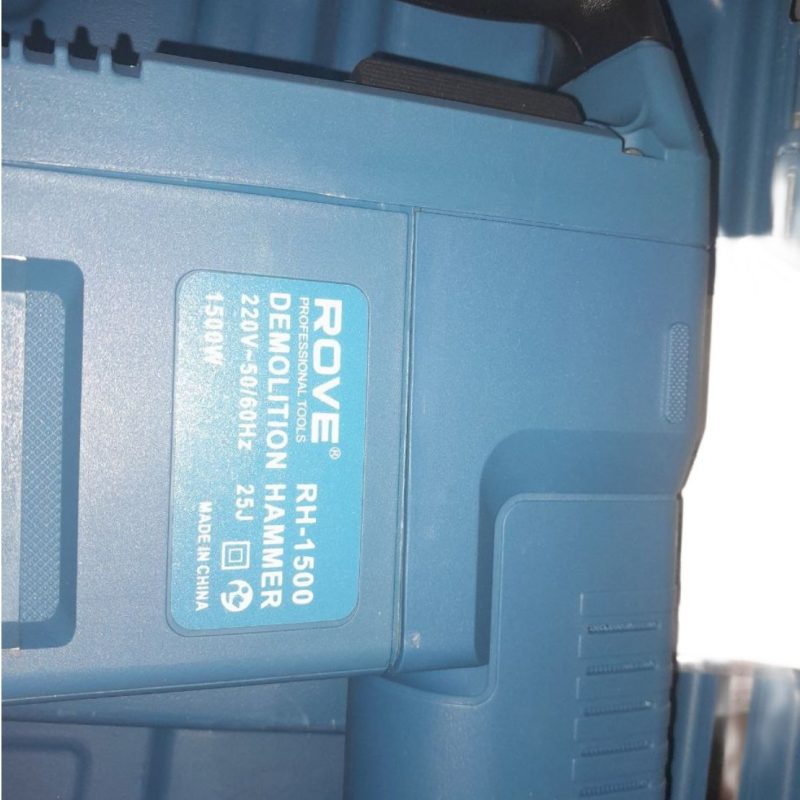 ROVE®
PROFESSIONAL TOOLS
RH-1500
DEMOLITION HAMMER
220V~50/60Hz 25J
1500W
MADE IN CHINA